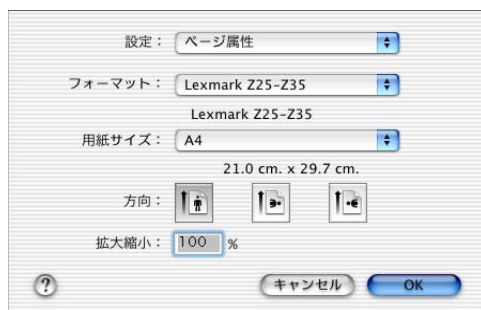 設定： ページ属性
フォーマット： Lexmark Z25-Z35
Lexmark Z25-Z35
用紙サイズ： A4
21.0 cm. x 29.7 cm.
方向：
拡大縮小： 100 %
? キャンセル OK